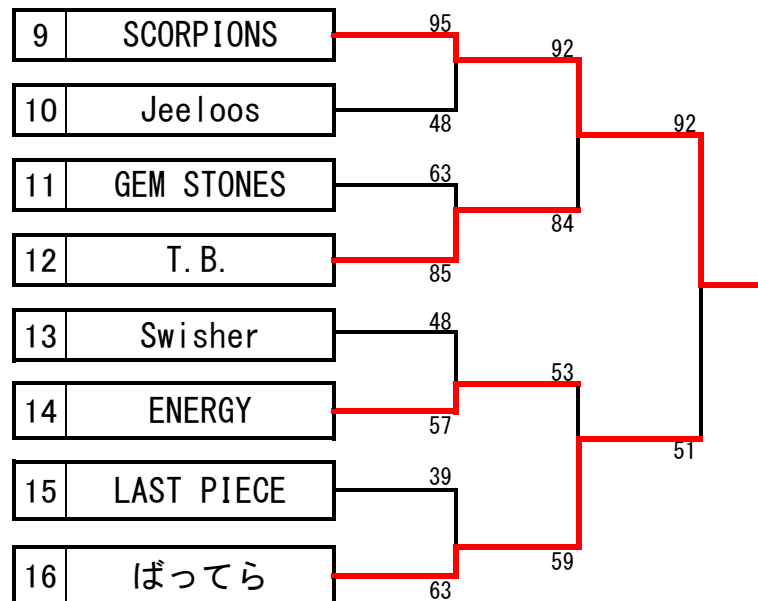 9 SCORPIONS 95
92
10 Jeeloos 48
92
11 GEM STONES 63
84
12 T.B. 85
13 Swisher 48
53
14 ENERGY 57
51
15 LAST PIECE 39
59
16 ばってら 63